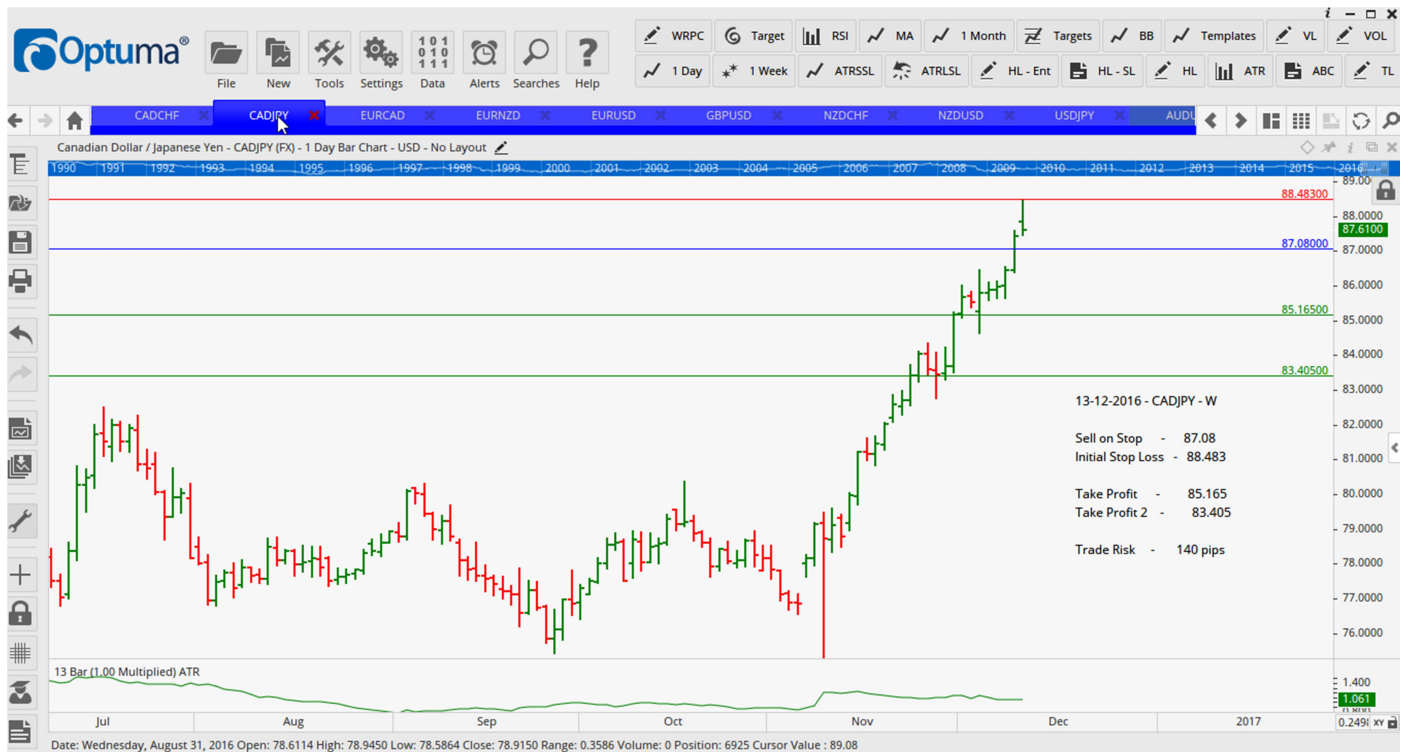 Optuma®
File New Tools Settings Data Alerts Searches Help
WRPC Target RSI MA 1 Month Targets BB Templates VL VOL
1 Day 1 Week ATRSSL ATRLSL HL - Ent HL - SL HL ATR ABC TL
CADCHF CADJPY EURCAD EURNZD EURUSD GBPUSD NZDCHF NZDUSD USDJPY AUDU
Canadian Dollar / Japanese Yen - CADJPY (FX) - 1 Day Bar Chart - USD - No Layout
1990 1991 1992 1993 1994 1995 1996 1997 1998 1999 2000 2001 2002 2003 2004 2005 2006 2007 2008 2009 2010 2011 2012 2013 2014 2015 2016
89.00
88.48300
88.0000
87.6100
87.08000
87.0000
86.0000
85.16500
85.0000
84.0000
83.40500
83.0000
13-12-2016 - CADJPY - W
82.0000
Sell on Stop - 87.08
Initial Stop Loss - 88.483
81.0000
80.0000
Take Profit - 85.165
Take Profit 2 - 83.405
79.0000
Trade Risk - 140 pips
78.0000
77.0000
76.0000
13 Bar (1.00 Multiplied) ATR
1.400
1.061
0.800
Jul Aug Sep Oct Nov Dec 2017
0.249 XY
Date: Wednesday, August 31, 2016 Open: 78.6114 High: 78.9450 Low: 78.5864 Close: 78.9150 Range: 0.3586 Volume: 0 Position: 6925 Cursor Value : 89.08